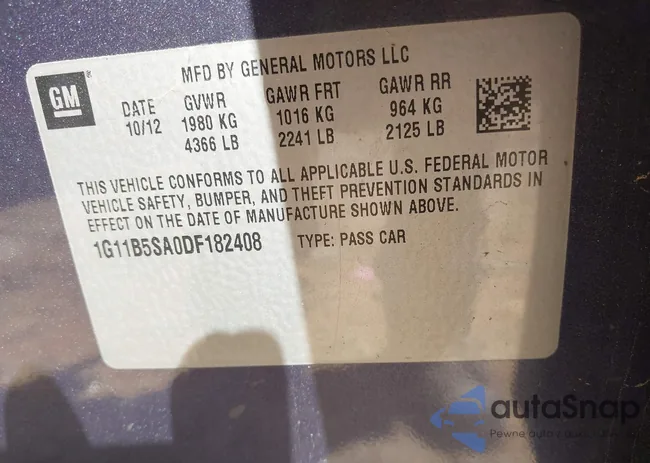 MFD BY GENERAL MOTORS LLC
GM
DATE GVWR GAWR FRT GAWR RR
10/12 1980 KG 1016 KG 964 KG
4366 LB 2241 LB 2125 LB
THIS VEHICLE CONFORMS TO ALL APPLICABLE U.S. FEDERAL MOTOR
VEHICLE SAFETY, BUMPER, AND THEFT PREVENTION STANDARDS IN
EFFECT ON THE DATE OF MANUFACTURE SHOWN ABOVE.
1G11B5SA0DF182408 TYPE: PASS CAR
autaSnap
Pewne auta